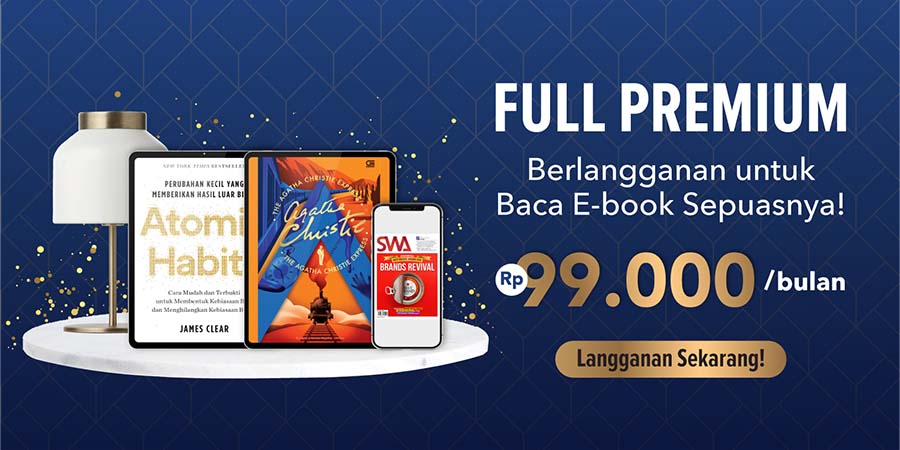 FULL PREMIUM
Berlangganan untuk
Baca E-book Sepuasnya!
Rp 99.000 /bulan
Langganan Sekarang!
NEW YORK TIMES BESTSELLER
PERUBAHAN KECIL YANG
MEMBERIKAN HASIL LUAR BI
Atomi
Habit
Cara Mudah dan Terbukti
untuk Membentuk Kebiasaan B
dan Menghilangkan Kebiasaan B
JAMES CLEAR
THE AGATHA CHRISTIE EXPRESS
Agatha
Christie
THE AGATHA CHRISTIE EXPRESS
SWA
BRANDS REVIVAL